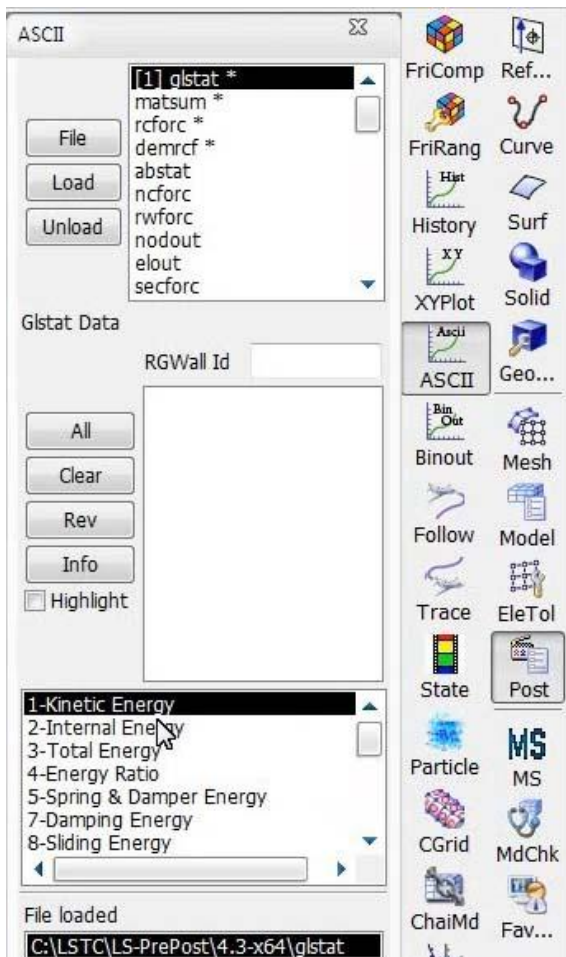 ASCII
[1] glstat *
matsum *
rcforc *
demrcf *
abstat
ncforc
rwforc
nodout
elout
secforc
File
Load
Unload
Glstat Data
RGWall Id
All
Clear
Rev
Info
Highlight
1-Kinetic Energy
2-Internal Energy
3-Total Energy
4-Energy Ratio
5-Spring & Damper Energy
7-Damping Energy
8-Sliding Energy
File loaded
C:\LSTC\LS-PrePost\4.3-x64\glstat
FriComp
Ref...
FriRang
Curve
Hist
History
Surf
XY
XYPlot
Solid
Ascii
ASCII
Geo...
Bin
Out
Binout
Mesh
Follow
Model
Trace
EleTol
State
Post
Particle
MS
MS
CGrid
MdChk
ChaiMd
Fav...